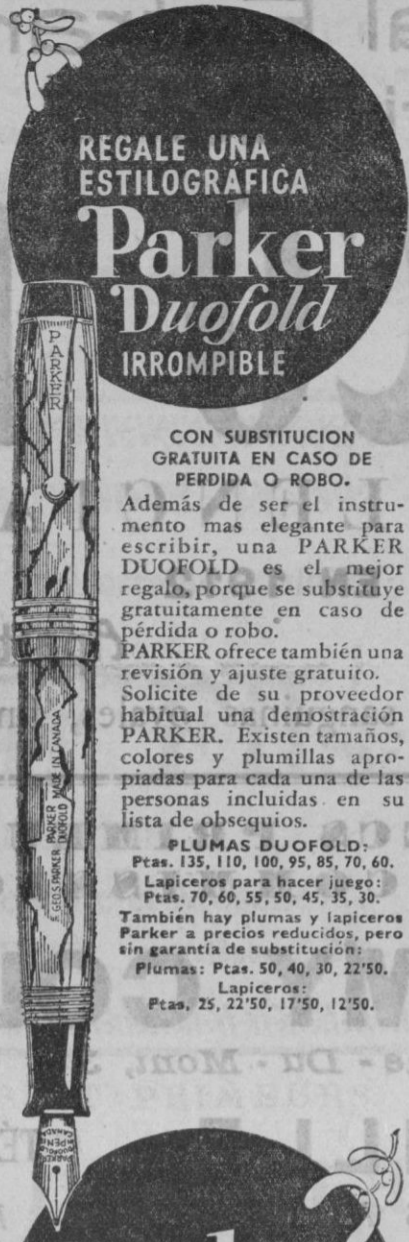 REGALE UNA
ESTILOGRAFICA
Parker
Duofold
IRROMPIBLE
PARKER
CON SUBSTITUCION
GRATUITA EN CASO DE
PERDIDA O ROBO.
Además de ser el instru-
mento mas elegante para
escribir, una PARKER
DUOFOLD es el mejor
regalo, porque se substituye
gratuitamente en caso de
pérdida o robo.
PARKER ofrece también una
revisión y ajuste gratuito.
Solicite de su proveedor
habitual una demostración
PARKER. Existen tamaños,
colores y plumillas apro-
piadas para cada una de las
personas incluidas en su
lista de obsequios.
PLUMAS DUOFOLD:
Ptas. 135, 110, 100, 95, 85, 70, 60.
Lapiceros para hacer juego:
Ptas. 70, 60, 55, 50, 45, 35, 30.
También hay plumas y lapiceros
Parker a precios reducidos, pero
sin garantía de substitución:
Plumas: Ptas. 50, 40, 30, 22'50.
Lapiceros:
Ptas, 25, 22'50, 17'50, 12'50.
GEO.S.PARKER PARKER MADE IN CANADA
DUOFOLD
PARKER
DUOFOLD
PEN
CANADA